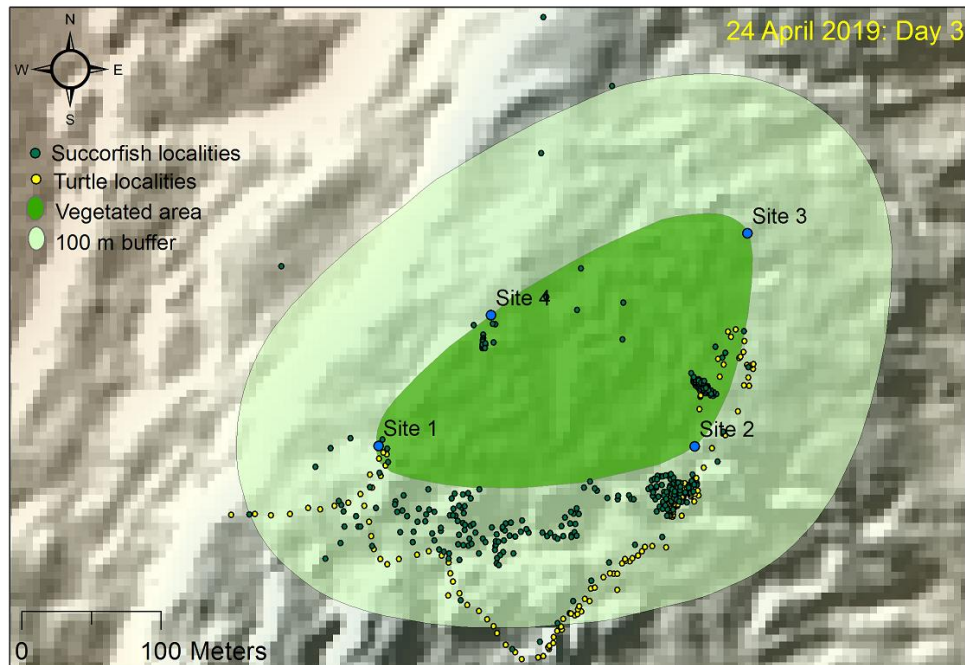 24 April 2019: Day 3
N
W E
S
Succorfish localities
Turtle localities
Vegetated area
100 m buffer
Site 3
Site 4
Site 1
Site 2
0 100 Meters